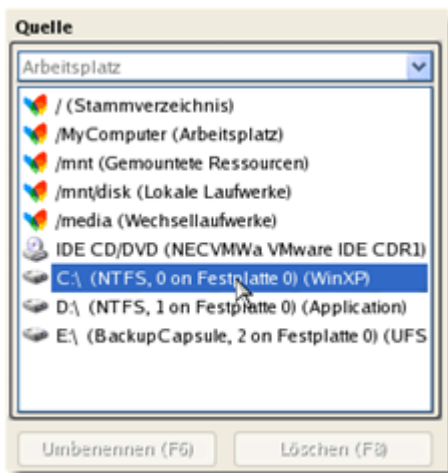 Quelle
Arbeitsplatz
/ (Stammverzeichnis)
/MyComputer (Arbeitsplatz)
/mnt (Gemountete Ressourcen)
/mnt/disk (Lokale Laufwerke)
/media (Wechsellaufwerke)
IDE CD/DVD (NECVMWa VMware IDE CDR1)
C:\ (NTFS, 0 on Festplatte 0) (WinXP)
D:\ (NTFS, 1 on Festplatte 0) (Application)
E:\ (BackupCapsule, 2 on Festplatte 0) (UFS
Umbenennen (F6) Löschen (F8)